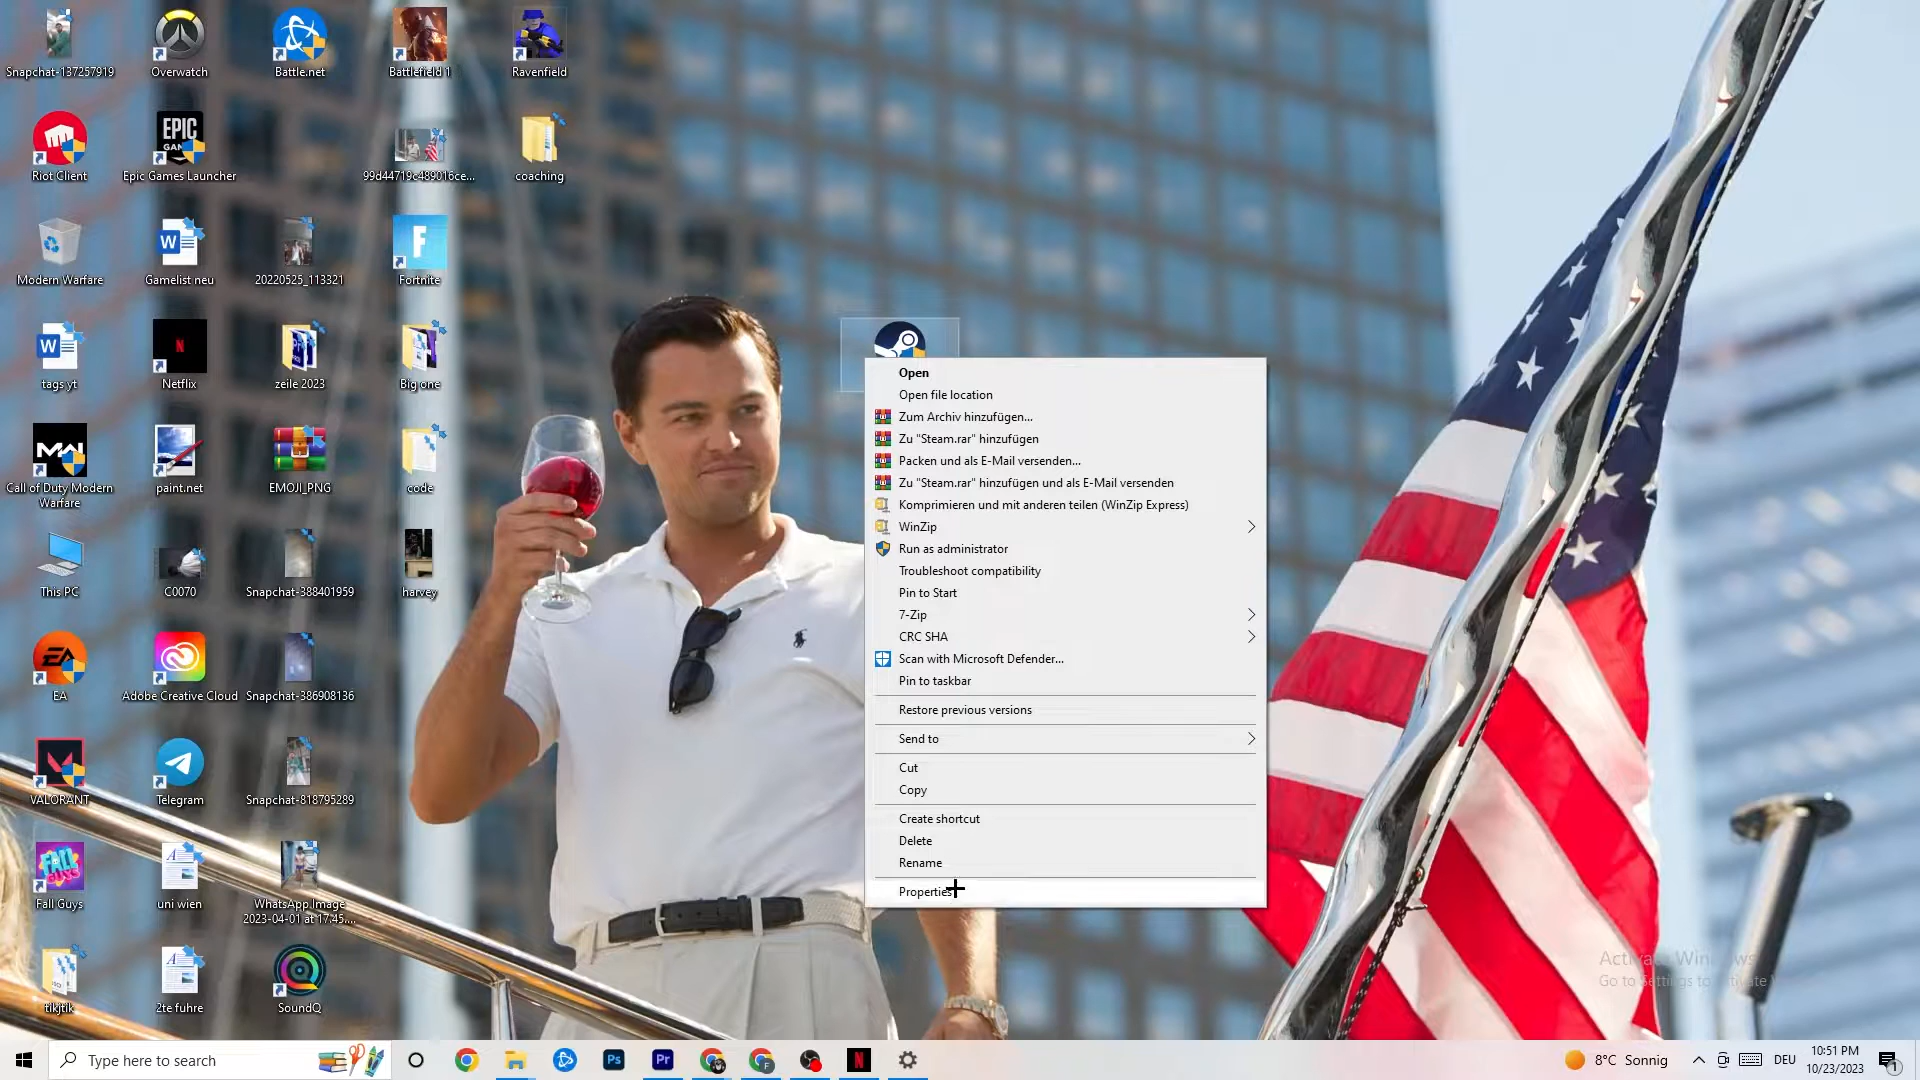 Snapchat-137257919
Overwatch
Battle.net
Battlefield 1
Ravenfield
Riot Client
EPIC
GAMES
Epic Games Launcher
99d44719c489016ce...
coaching
Modern Warfare
Gamelist neu
20220525_113321
F
Fortnite
tags yt
N
Netflix
zeile 2023
Big one
Call of Duty Modern
Warfare
paint.net
EMOJI_PNG
code
This PC
C0070
Snapchat-388401959
harvey
EA
Adobe Creative Cloud
Snapchat-386908136
VALORANT
Telegram
Snapchat-818795289
Fall Guys
uni wien
WhatsApp Image
2023-04-01 at 17.45....
tikitik
2te führe
SoundQ
Open
Open file location
Zum Archiv hinzufügen...
Zu "Steam.rar" hinzufügen
Packen und als E-Mail versenden...
Zu "Steam.rar" hinzufügen und als E-Mail versenden
Komprimieren und mit anderen teilen (WinZip Express)
WinZip
Run as administrator
Troubleshoot compatibility
Pin to Start
7-Zip
CRC SHA
Scan with Microsoft Defender...
Pin to taskbar
Restore previous versions
Send to
Cut
Copy
Create shortcut
Delete
Rename
Properties
Activate Windows
Go to Settings to Activate
Type here to search
Ps
Pr
N
8°C Sonnig
DEU
10:51 PM
10/23/2023
1